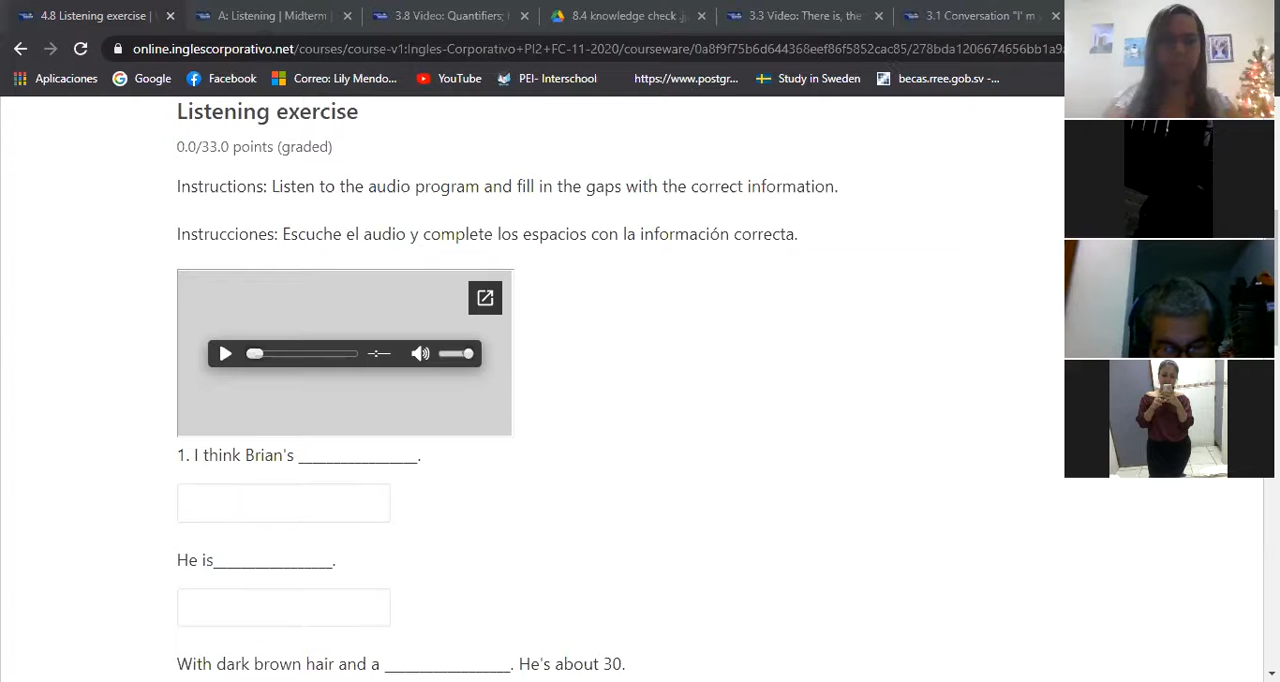 4.8 Listening exercise |
A: Listening | Midterm
3.8 Video: Quantifiers;
8.4 knowledge check
3.3 Video: There is, the
3.1 Conversation "I' m
online.inglescorporativo.net/courses/course-v1:Ingles-Corporativo+PI2+FC-11-2020/courseware/0a8f9f75b6d644368eef86f5852cac85/278bda1206674656bb1a9
Aplicaciones
Google
Facebook
Correo: Lily Mendo...
YouTube
PEI- Interschool
https://www.postgr...
Study in Sweden
becas.rree.gob.sv -...
Listening exercise
0.0/33.0 points (graded)
Instructions: Listen to the audio program and fill in the gaps with the correct information.
Instrucciones: Escuche el audio y complete los espacios con la información correcta.
-:--
1. I think Brian's ________________.
He is________________.
With dark brown hair and a ________________. He's about 30.